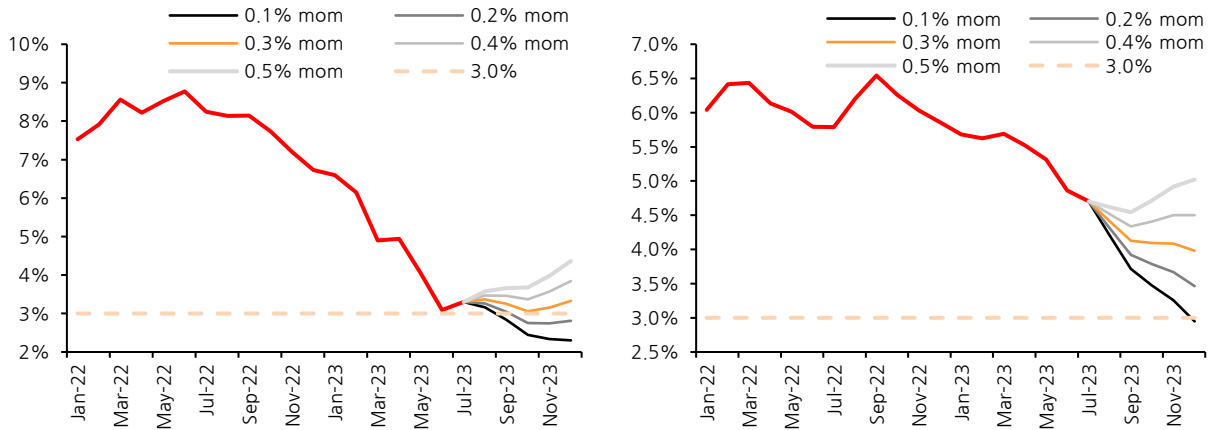 0.1% mom 0.2% mom
0.3% mom 0.4% mom
0.5% mom 3.0%
10%
9%
8%
7%
6%
5%
4%
3%
2%
Jan-22 Mar-22 May-22 Jul-22 Sep-22 Nov-22 Jan-23 Mar-23 May-23 Jul-23 Sep-23 Nov-23
0.1% mom 0.2% mom
0.3% mom 0.4% mom
0.5% mom 3.0%
7.0%
6.5%
6.0%
5.5%
5.0%
4.5%
4.0%
3.5%
3.0%
2.5%
Jan-22 Mar-22 May-22 Jul-22 Sep-22 Nov-22 Jan-23 Mar-23 May-23 Jul-23 Sep-23 Nov-23